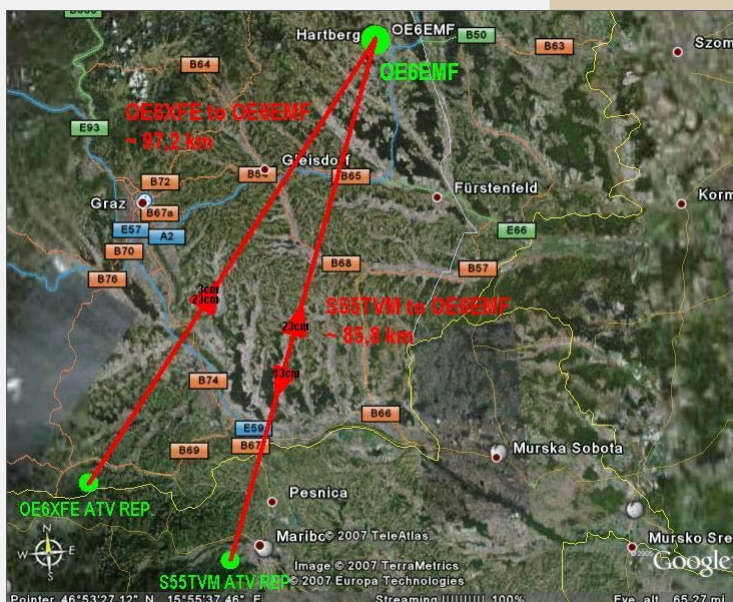 Hartberg
OE6EMF
B50
B63
Szom
B64
OE6EMF
OE6XFE to OE6EMF
~ 97,2 km
E93
Gleisdorf
B54
B65
B72
Fürstenfeld
Graz
B67a
Korm
E57
A2
E66
B70
B68
B57
B76
3cm
23cm
S55TVM to OE6EMF
~ 85,8 km
23cm
13cm
B74
B66
E59
B67
B69
Murska Sobota
OE6XFE ATV REP.
Pesnica
N
W
E
S
Maribo
© 2007 TeleAtlas
Mursko Sre
Image © 2007 TerraMetrics
© 2007 Europa Technologies
Google
S55TVM ATV REP
Pointer 46°53'27.12" N 15°55'37.46" E
Streaming |||||||||| 100%
Eye alt 65.27 mi